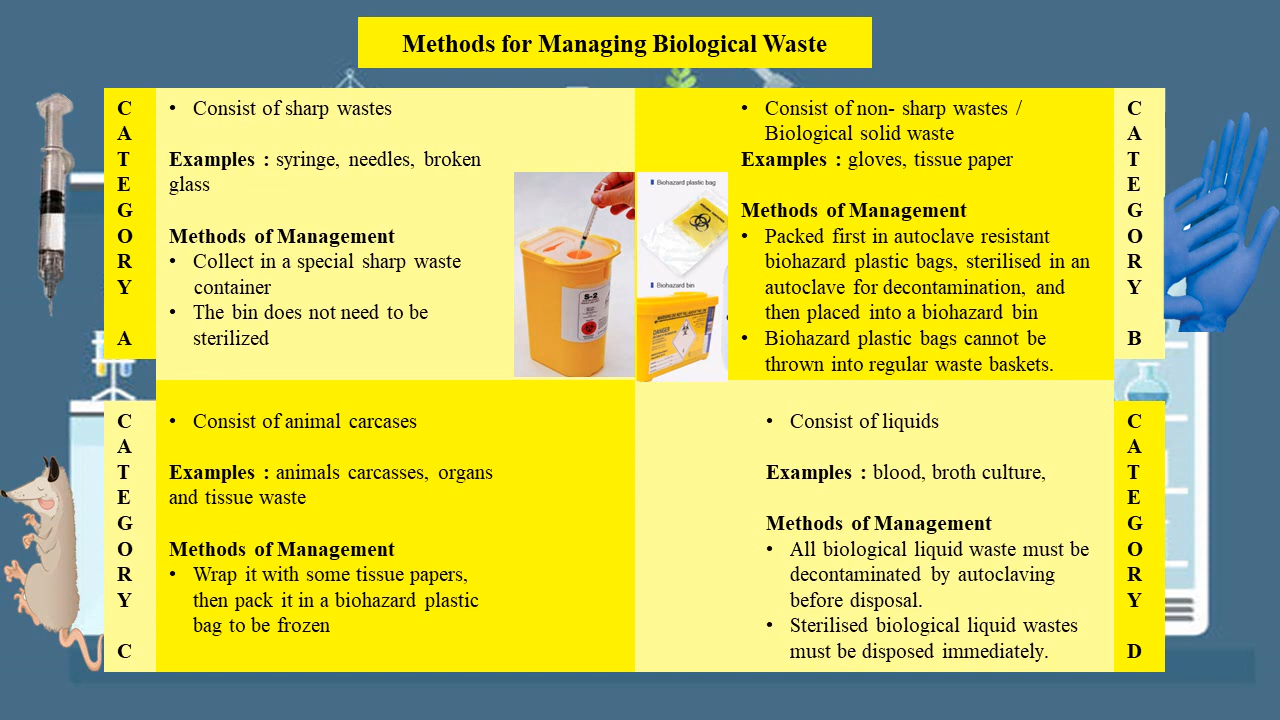 Methods for Managing Biological Waste
C
A
T
E
G
O
R
Y
A
• Consist of sharp wastes
Examples : syringe, needles, broken
glass
Methods of Management
• Collect in a special sharp waste
container
• The bin does not need to be
sterilized
S-2
Biohazard plastic bag
Biohazard bin
DANGER
• Consist of non- sharp wastes /
Biological solid waste
Examples : gloves, tissue paper
Methods of Management
• Packed first in autoclave resistant
biohazard plastic bags, sterilised in an
autoclave for decontamination, and
then placed into a biohazard bin
• Biohazard plastic bags cannot be
thrown into regular waste baskets.
C
A
T
E
G
O
R
Y
B
C
A
T
E
G
O
R
Y
C
• Consist of animal carcases
Examples : animals carcasses, organs
and tissue waste
Methods of Management
• Wrap it with some tissue papers,
then pack it in a biohazard plastic
bag to be frozen
• Consist of liquids
Examples : blood, broth culture,
Methods of Management
• All biological liquid waste must be
decontaminated by autoclaving
before disposal.
• Sterilised biological liquid wastes
must be disposed immediately.
C
A
T
E
G
O
R
Y
D